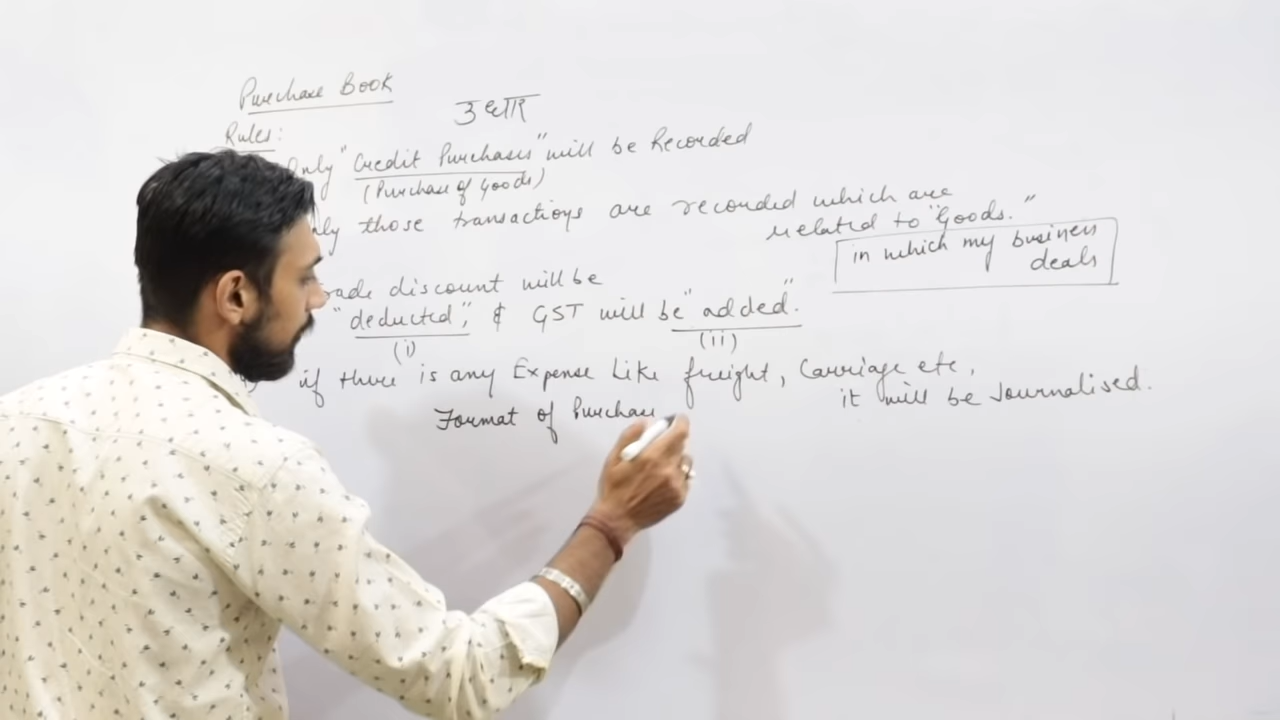 Purchase Book
उधार
Rules:
Only "Credit Purchases" will be Recorded
(Purchase of Goods)
those transactions are recorded which are
related to "Goods."
in which my business
deals
discount will be
"deducted", & GST will be "added".
(i) (ii)
if there is any Expense Like freight, Carriage etc,
it will be Journalised.
Format of Purchase